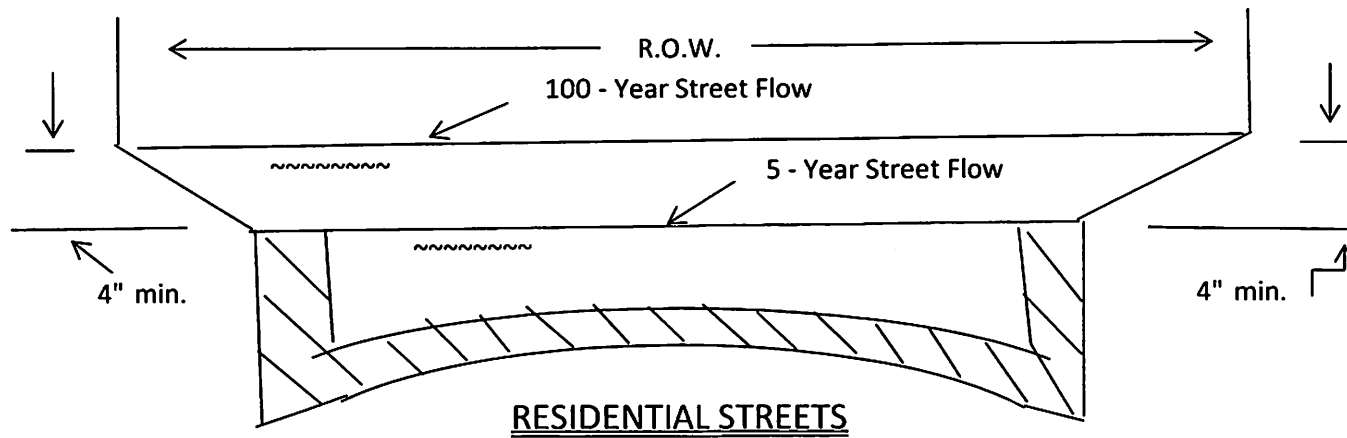 R.O.W.
100 - Year Street Flow
~~~~~~~~
5 - Year Street Flow
~~~~~~~~
4" min.
4" min.
RESIDENTIAL STREETS